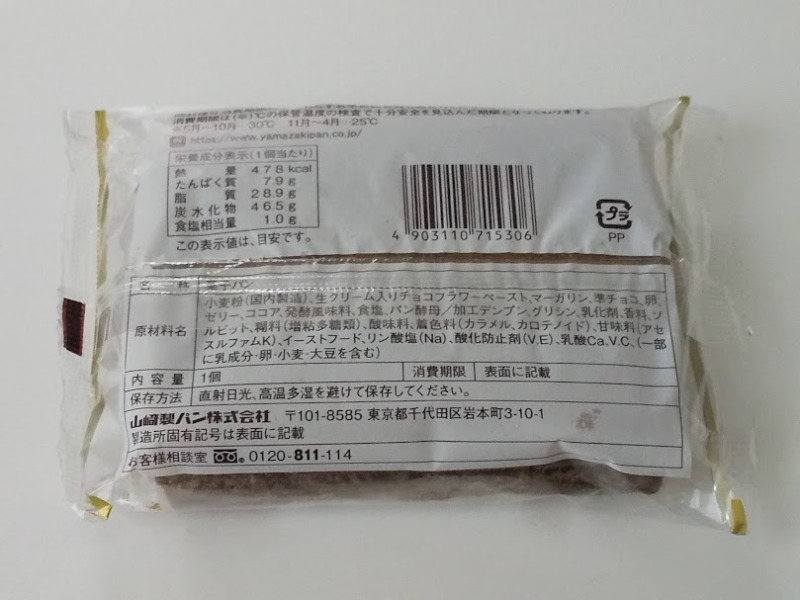 消費期限は(※)℃の保管温度の検査で十分安全を見込んだ期限となっております。
※5月〜10月…30℃ 11月〜4月…25℃
https://www.yamazakipan.co.jp/
栄養成分表示(1個当たり)
熱量 478kcal
たんぱく質 7.9g
脂質 28.9g
炭水化物 46.5g
食塩相当量 1.0g
この表示値は、目安です。
4 903110 715306
プラ
PP
名称 菓子パン
原材料名 小麦粉(国内製造)、生クリーム入りチョコフラワーペースト、マーガリン、準チョコ、卵、
ゼリー、ココア、発酵風味料、食塩、パン酵母/加工デンプン、グリシン、乳化剤、香料、ソ
ルビット、糊料(増粘多糖類)、酸味料、着色料(カラメル、カロテノイド)、甘味料(アセ
スルファムK)、イーストフード、リン酸塩(Na)、酸化防止剤(V.E)、乳酸Ca、V.C、(一部
に乳成分・卵・小麦・大豆を含む)
内容量 1個 消費期限 表面に記載
保存方法 直射日光、高温多湿を避けて保存してください。
山崎製パン株式会社 〒101-8585 東京都千代田区岩本町3-10-1
製造所固有記号は表面に記載
お客様相談室 0120-811-114